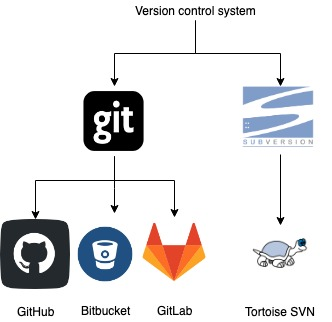 Version control system
git
SUBVERSION
GitHub
Bitbucket
GitLab
Tortoise SVN